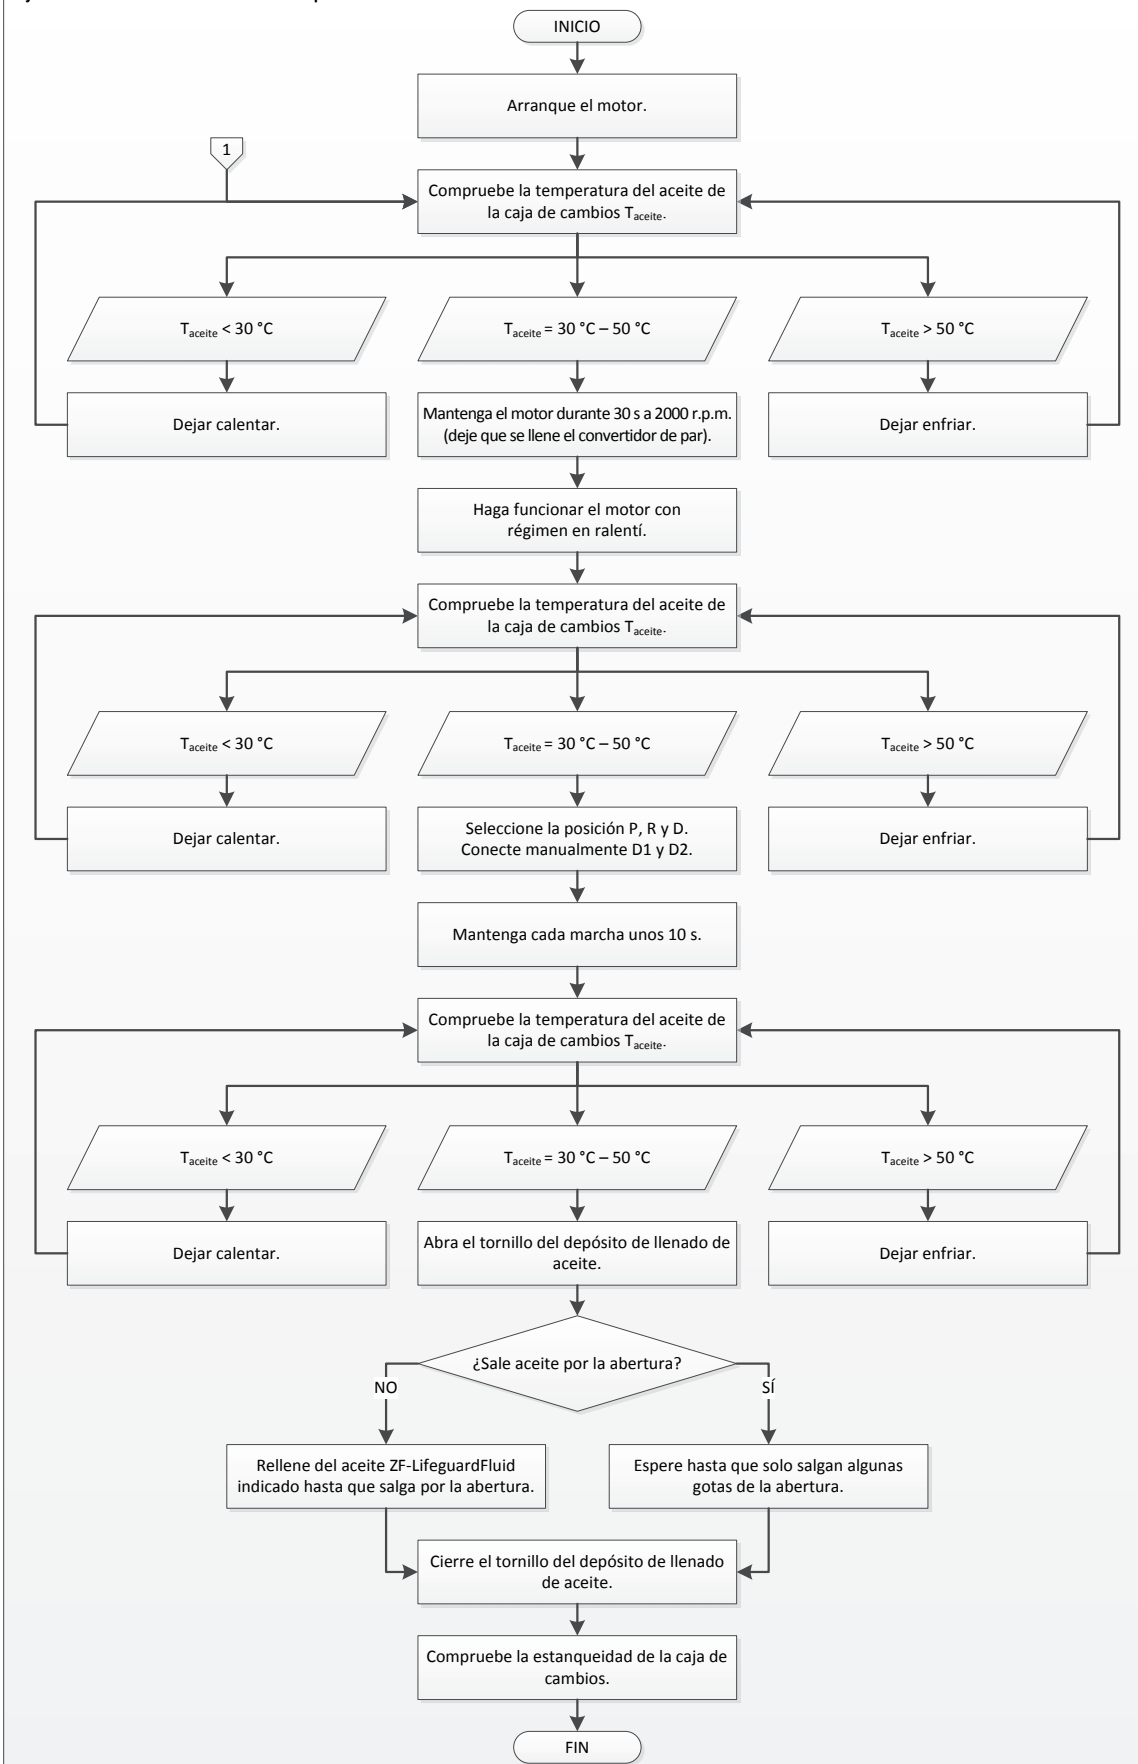 INICIO
Arranque el motor.
1
Compruebe la temperatura del aceite de
la caja de cambios Taceite.
Taceite < 30 °C
Taceite = 30 °C – 50 °C
Taceite > 50 °C
Dejar calentar.
Mantenga el motor durante 30 s a 2000 r.p.m.
(deje que se llene el convertidor de par).
Dejar enfriar.
Haga funcionar el motor con
régimen en ralentí.
Compruebe la temperatura del aceite de
la caja de cambios Taceite.
Taceite < 30 °C
Taceite = 30 °C – 50 °C
Taceite > 50 °C
Dejar calentar.
Seleccione la posición P, R y D.
Conecte manualmente D1 y D2.
Dejar enfriar.
Mantenga cada marcha unos 10 s.
Compruebe la temperatura del aceite de
la caja de cambios Taceite.
Taceite < 30 °C
Taceite = 30 °C – 50 °C
Taceite > 50 °C
Dejar calentar.
Abra el tornillo del depósito de llenado de
aceite.
Dejar enfriar.
¿Sale aceite por la abertura?
NO
SÍ
Rellene del aceite ZF-LifeguardFluid
indicado hasta que salga por la abertura.
Espere hasta que solo salgan algunas
gotas de la abertura.
Cierre el tornillo del depósito de llenado
de aceite.
Compruebe la estanqueidad de la caja de
cambios.
FIN